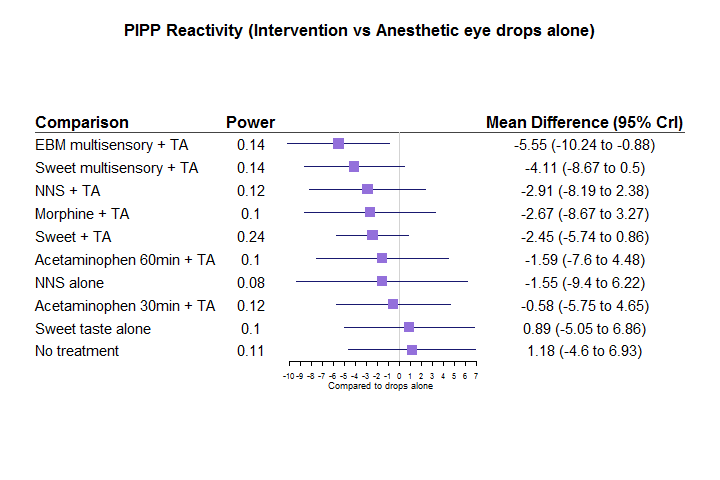 PIPP Reactivity (Intervention vs Anesthetic eye drops alone)
Comparison Power Mean Difference (95% CrI)
EBM multisensory + TA 0.14 -5.55 (-10.24 to -0.88)
Sweet multisensory + TA 0.14 -4.11 (-8.67 to 0.5)
NNS + TA 0.12 -2.91 (-8.19 to 2.38)
Morphine + TA 0.1 -2.67 (-8.67 to 3.27)
Sweet + TA 0.24 -2.45 (-5.74 to 0.86)
Acetaminophen 60min + TA 0.1 -1.59 (-7.6 to 4.48)
NNS alone 0.08 -1.55 (-9.4 to 6.22)
Acetaminophen 30min + TA 0.12 -0.58 (-5.75 to 4.65)
Sweet taste alone 0.1 0.89 (-5.05 to 6.86)
No treatment 0.11 1.18 (-4.6 to 6.93)
-10 -9 -8 -7 -6 -5 -4 -3 -2 -1 0 1 2 3 4 5 6 7
Compared to drops alone